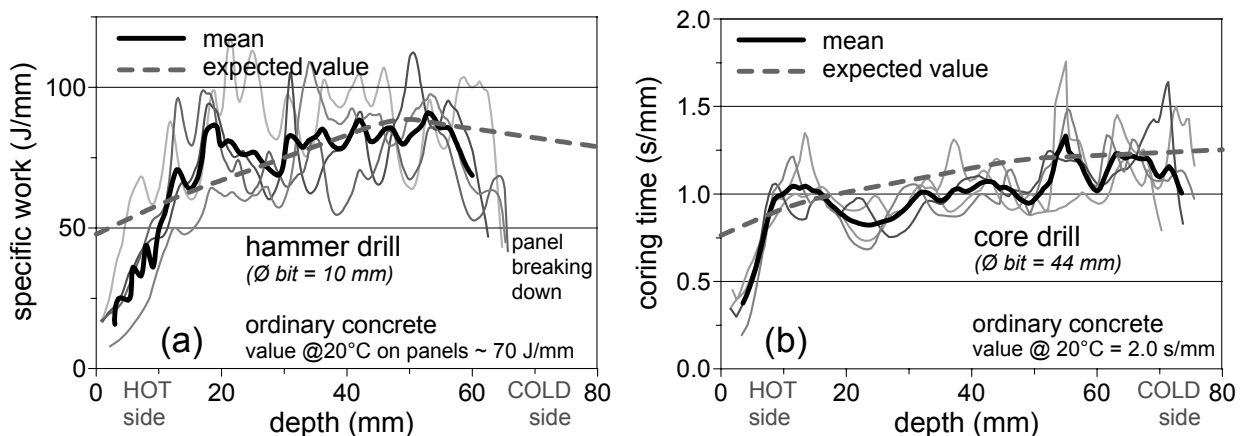 specific work (J/mm)
100
50
0
mean
expected value
hammer drill
(Ø bit = 10 mm)
panel
breaking
down
(a)
ordinary concrete
value @20°C on panels ~ 70 J/mm
0 20 40 60 80
HOT
side
depth (mm)
COLD
side
coring time (s/mm)
2.0
1.5
1.0
0.5
0.0
mean
expected value
core drill
(Ø bit = 44 mm)
(b)
ordinary concrete
value @ 20°C = 2.0 s/mm
0 20 40 60 80
HOT
side
depth (mm)
COLD
side